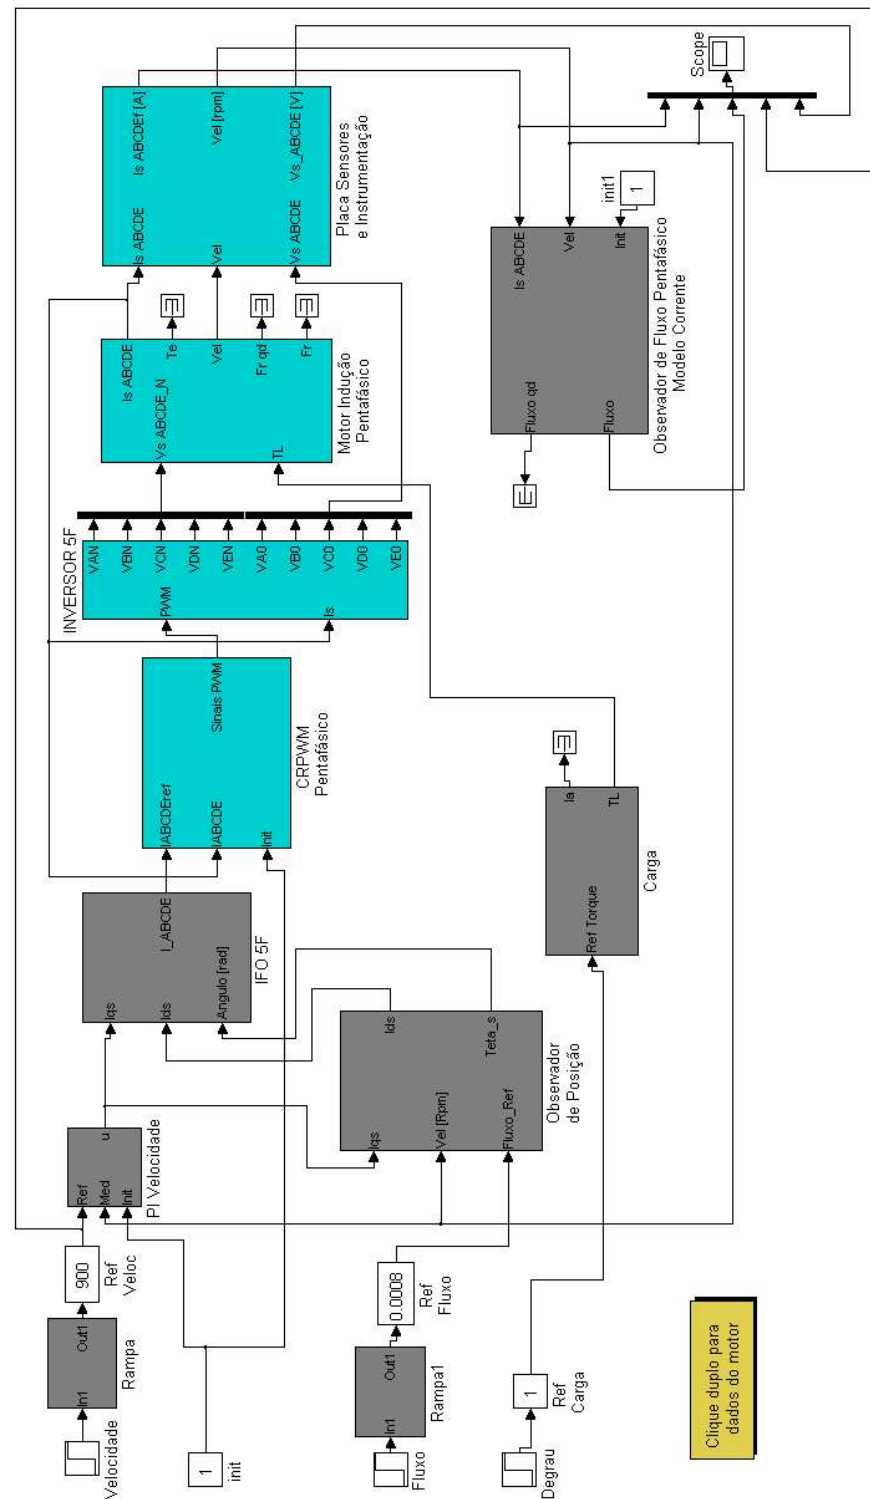 Velocidade
In1
Out1
Rampa
900
Ref
Veloc
Ref
Med
Init
u
PI Velocidade
1
init
Iqs
Ids
Angulo [rad]
I_ABCDE
IFO 5F
IABCDEref
IABCDE
Init
Sinais PWM
CRPWM
Pentafásico
INVERSOR 5F
PWM
Is
VAN
VBN
VCN
VDN
VEN
VA0
VB0
VC0
VD0
VE0
Vs ABCDE_N
TL
Is ABCDE
Te
Vel
Fr qd
Fr
Motor Indução
Pentafásico
Is ABCDE
Vel
Vs ABCDE
Is ABCDEf [A]
Vel [rpm]
Vs_ABCDE [V]
Placa Sensores
e Instrumentação
Fluxo
In1
Out1
Rampa1
0.0008
Ref
Fluxo
Iqs
Vel [Rpm]
Fluxo_Ref
Ids
Teta_s
Observador
de Posição
Degrau
1
Ref
Carga
Ref Torque
Ia
TL
Carga
Fluxo qd
Fluxo
Is ABCDE
Vel
Init
Observador de Fluxo Pentafásico
Modelo Corrente
init1
1
Scope
Clique duplo para
dados do motor